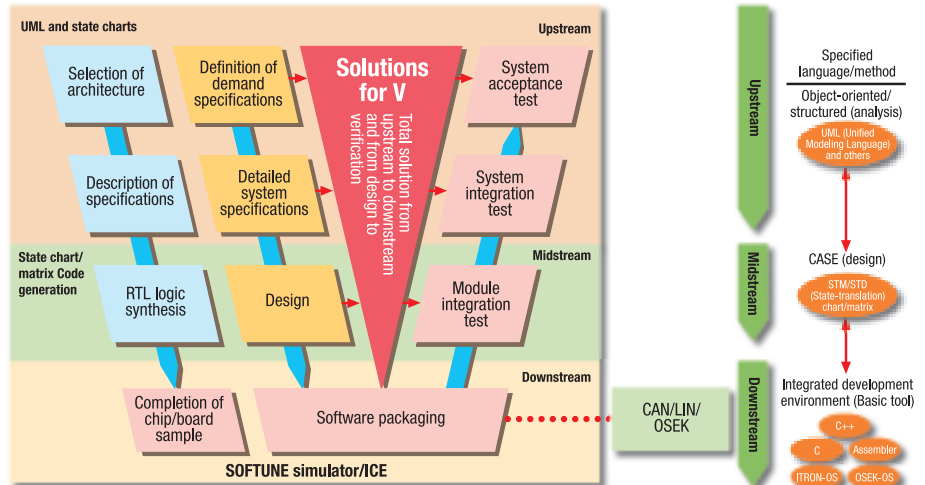 UML and state charts
Upstream
Selection of
architecture
Definition of
demand
specifications
Solutions
for V
Total solution from
upstream to downstream
and from design to
verification
System
acceptance
test
Description of
specifications
Detailed
system
specifications
System
integration
test
State chart/
matrix Code
generation
Midstream
RTL logic
synthesis
Design
Module
integration
test
Downstream
Completion of
chip/board
sample
Software packaging
CAN/LIN/
OSEK
SOFTUNE simulator/ICE
Upstream
Midstream
Downstream
Specified
language/method
Object-oriented/
structured (analysis)
UML (Unified
Modeling Language)
and others
CASE (design)
STM/STD
(State-translation)
chart/matrix
Integrated development
environment (Basic tool)
C++
C
Assembler
ITRON-OS
OSEK-OS